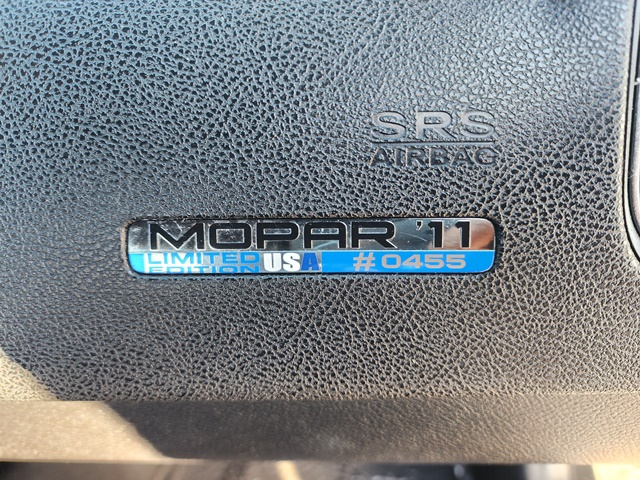 SRS
AIRBAG
MOPAR '11
LIMITED
EDITION USA # 0455